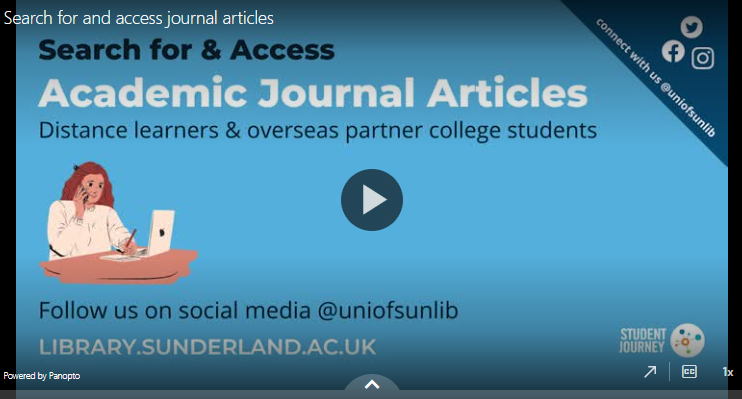 Search for and access journal articles
Search for & Access
Academic Journal Articles
Distance learners & overseas partner college students
connect with us @uniofsunlib
Follow us on social media @uniofsunlib
LIBRARY.SUNDERLAND.AC.UK
STUDENT
JOURNEY
Powered by Panopto
CC
1x